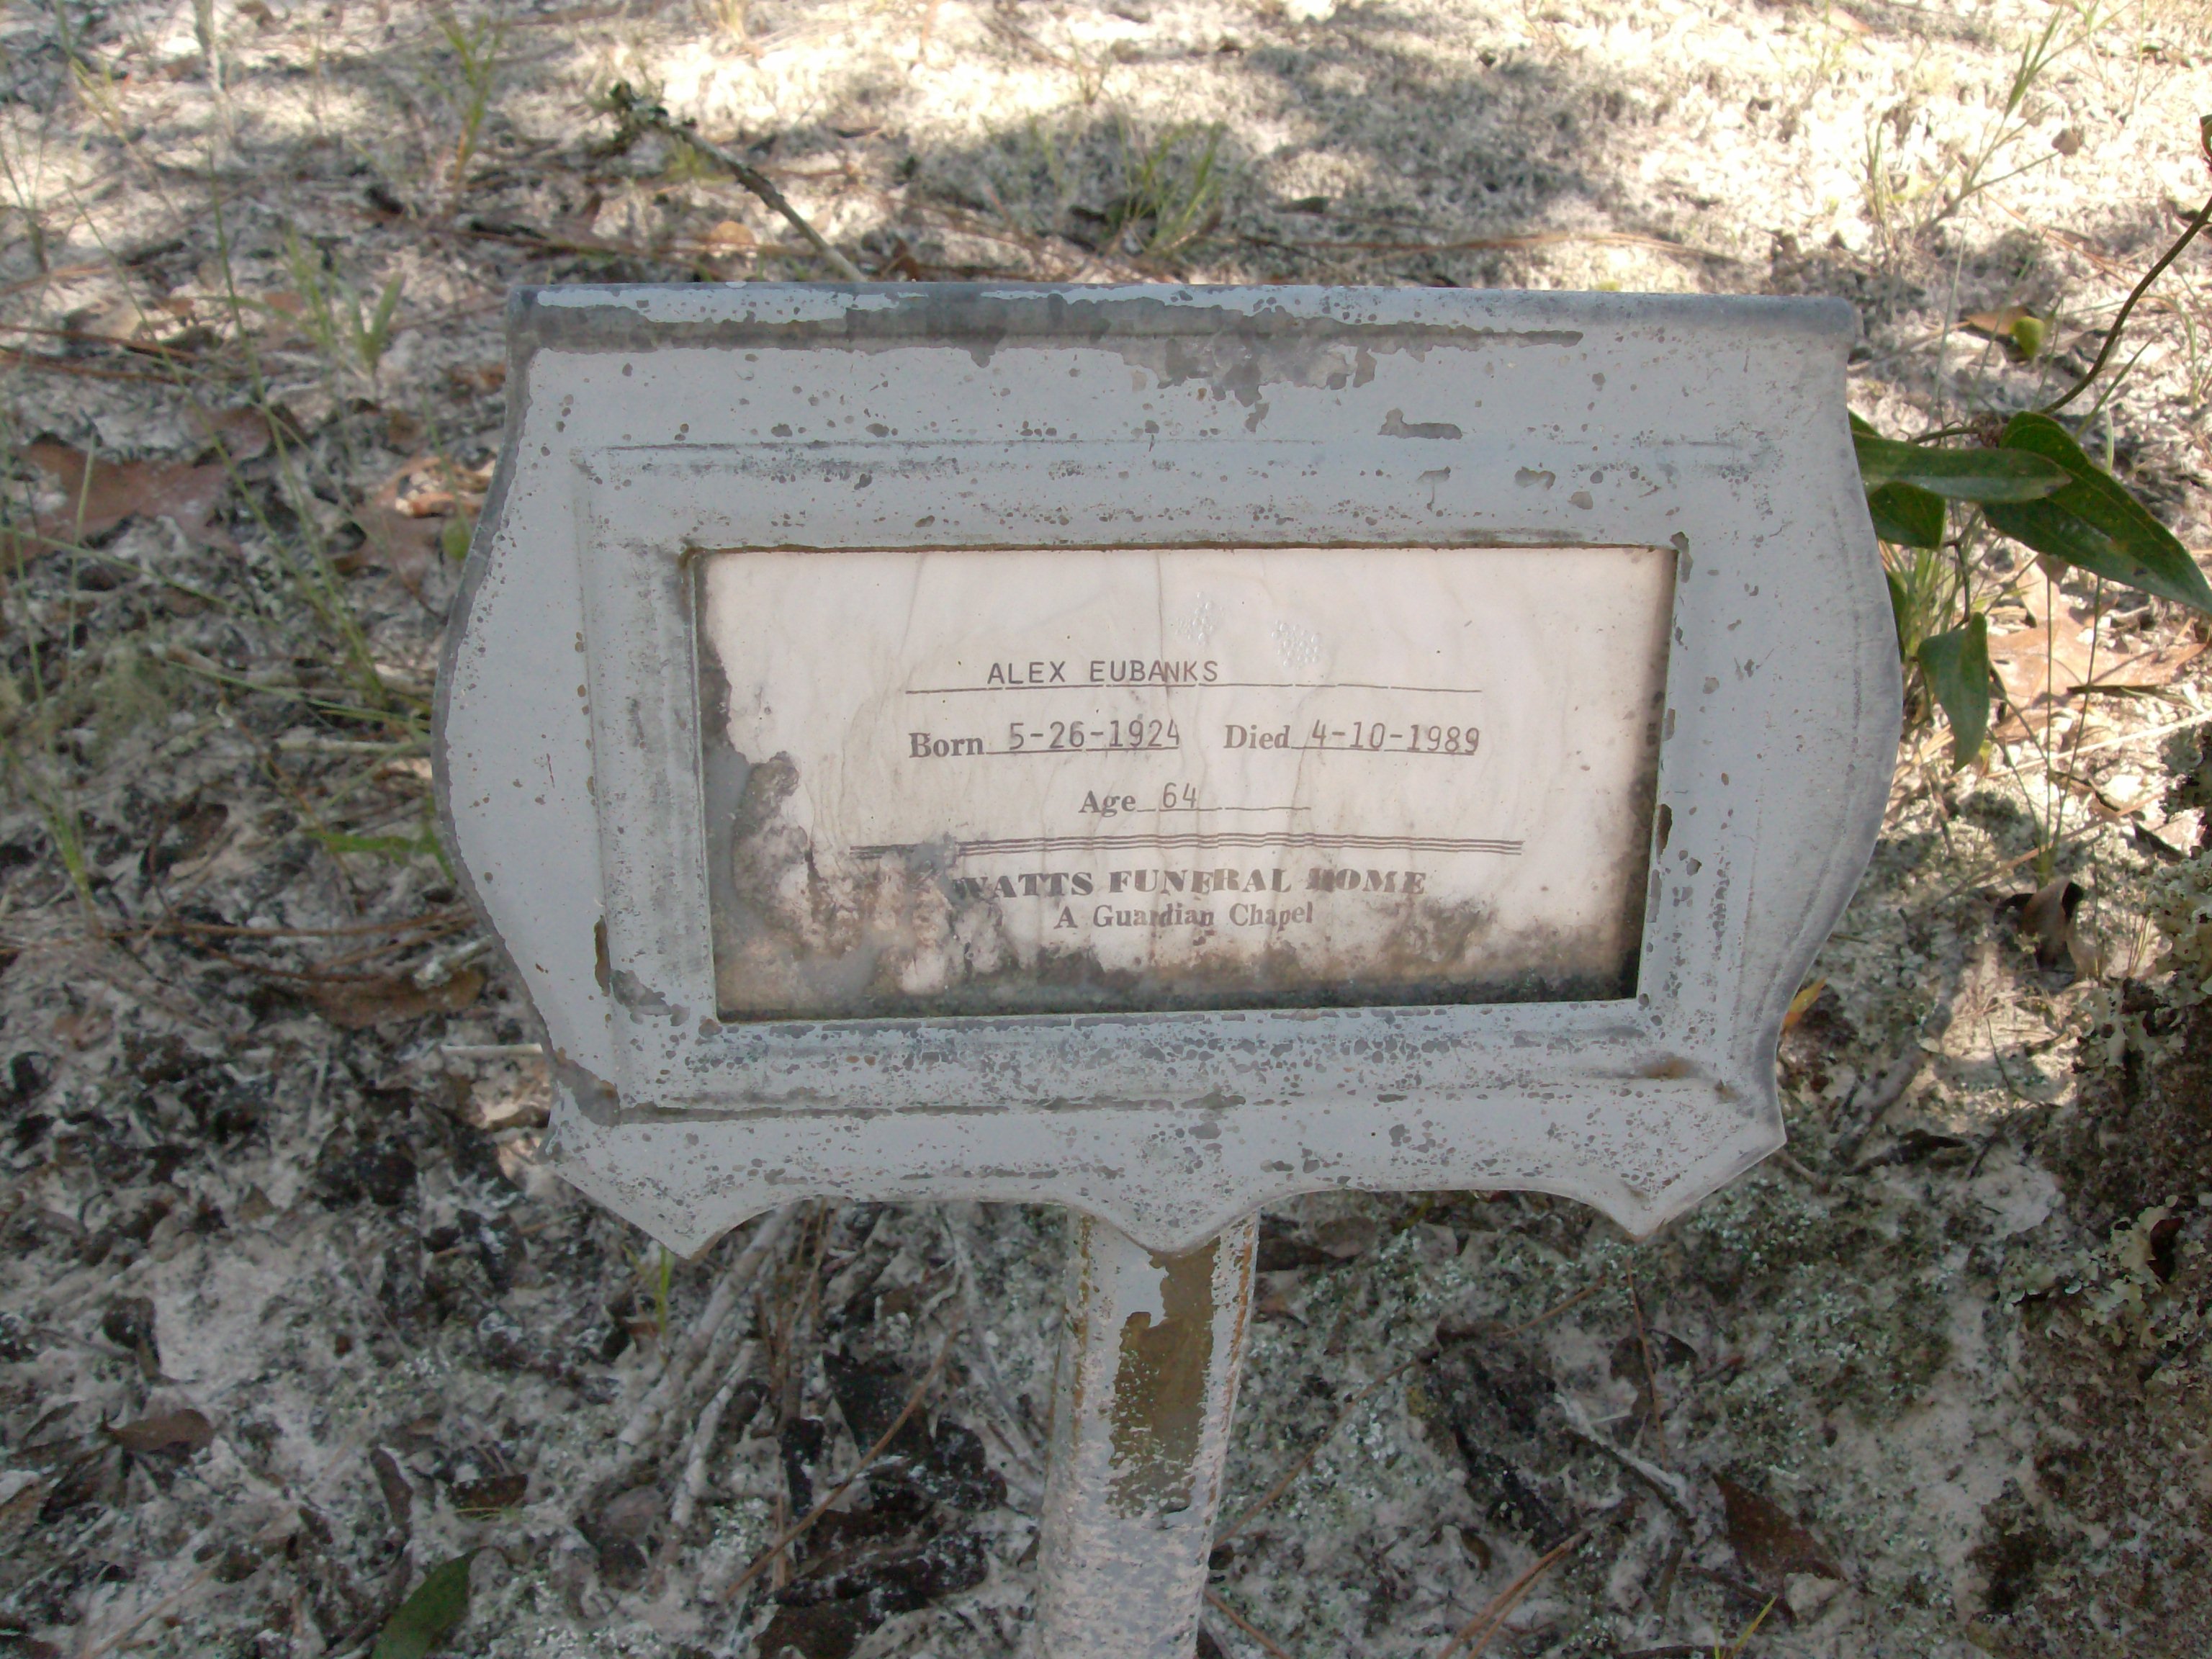 ALEX EUBANKS
Born 5-26-1924 Died 4-10-1989
Age 64
WATTS FUNERAL HOME
A Guardian Chapel